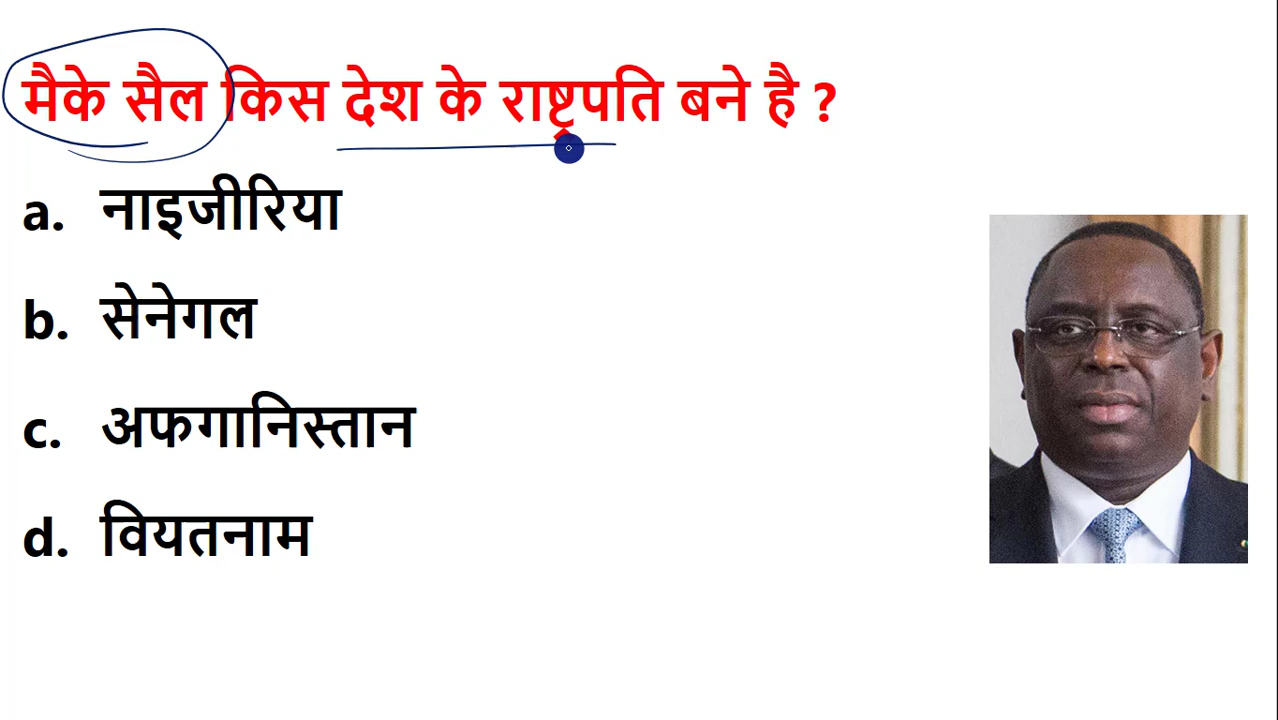 मैके सैल किस देश के राष्ट्रपति बने है ?
a. नाइजीरिया
b. सेनेगल
c. अफगानिस्तान
d. वियतनाम